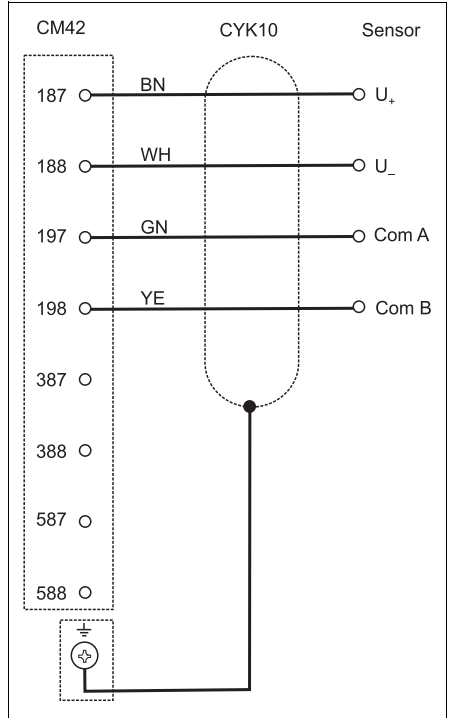 CM42 CYK10 Sensor
187 BN U+
188 WH U_
197 GN Com A
198 YE Com B
387
388
587
588